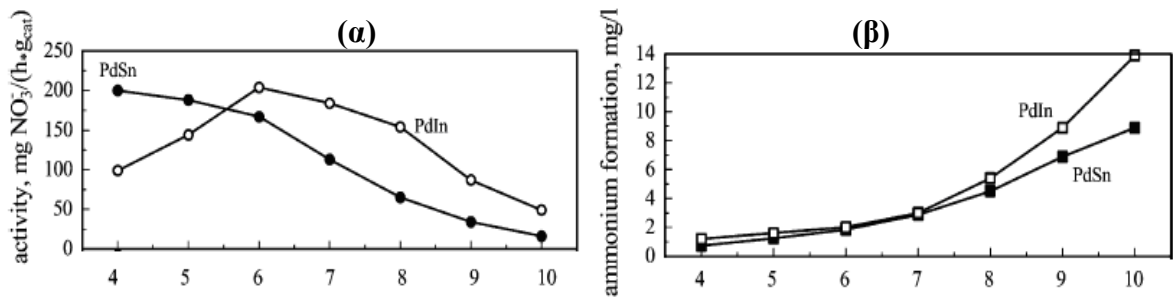 (α)
activity, mg NO₃⁻/(h•g_cat)
250
200
150
100
50
0
PdSn
PdIn
4 5 6 7 8 9 10
(β)
ammonium formation, mg/l
14
12
10
8
6
4
2
0
PdIn
PdSn
4 5 6 7 8 9 10